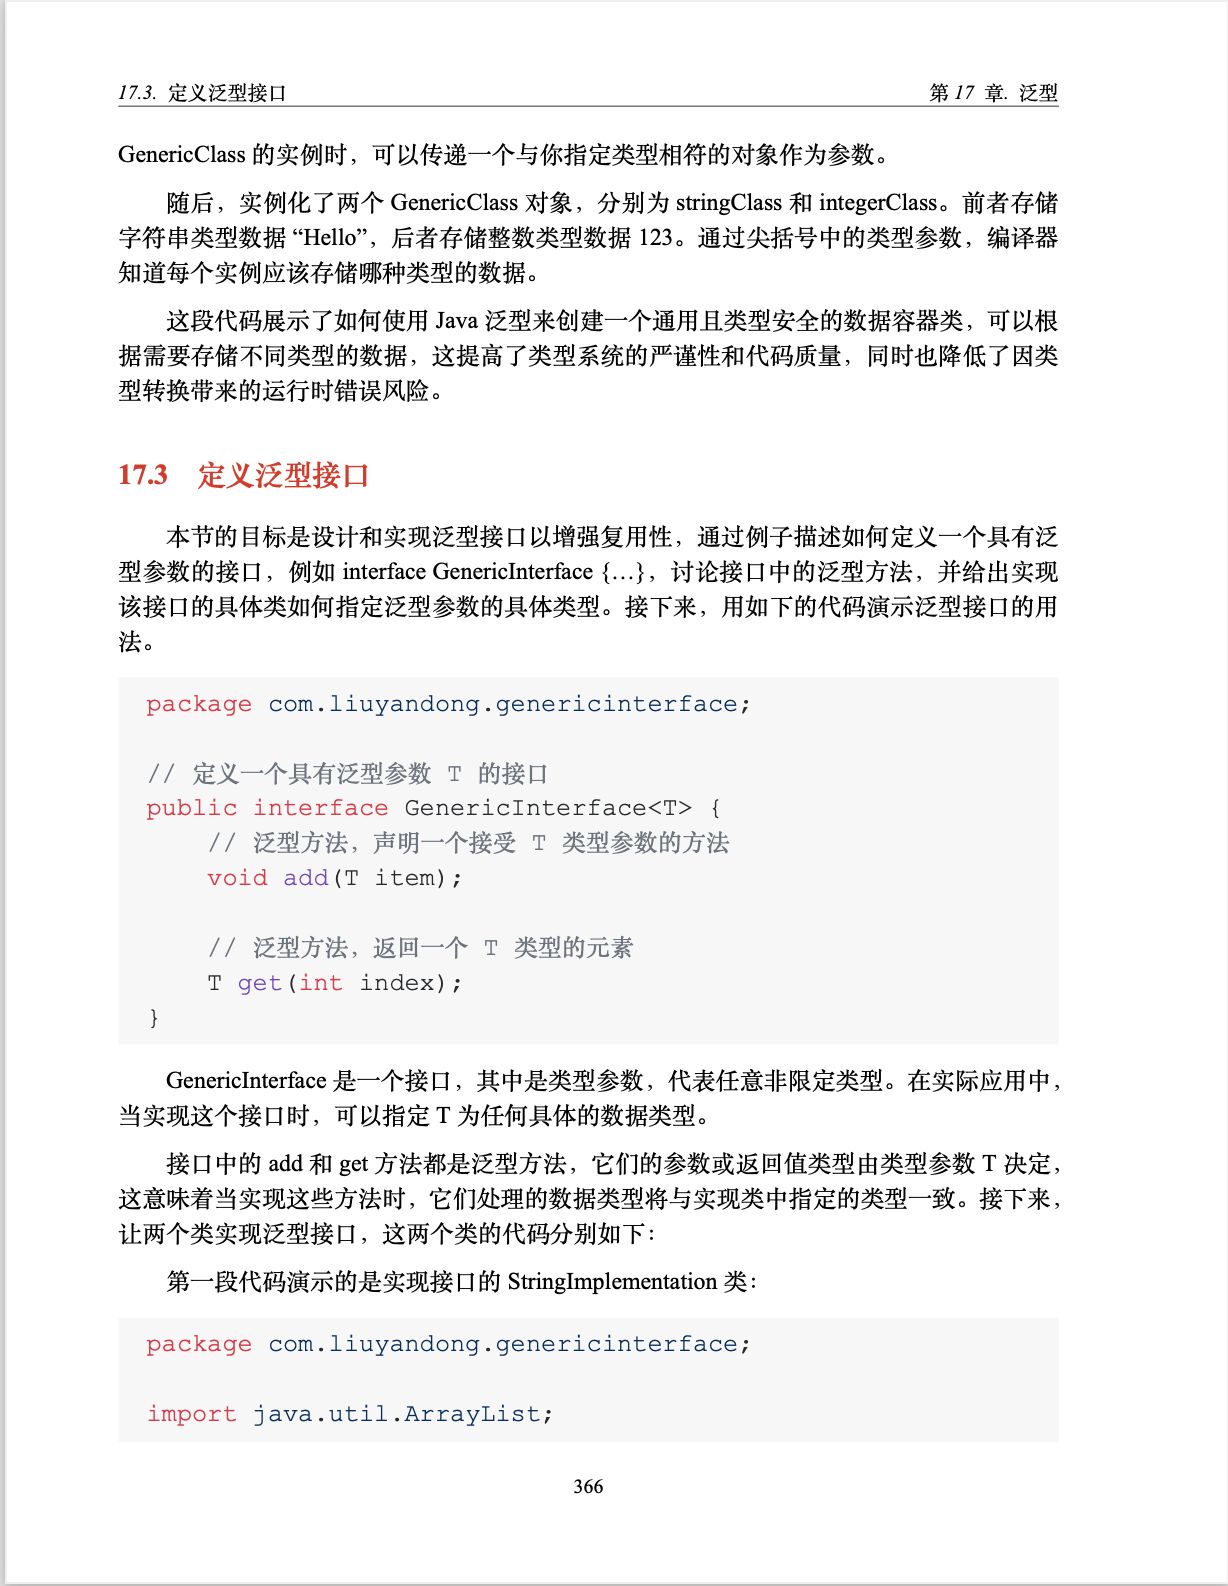 17.3. 定义泛型接口
第 17 章. 泛型
GenericClass 的实例时，可以传递一个与你指定类型相符的对象作为参数。
随后，实例化了两个 GenericClass 对象，分别为 stringClass 和 integerClass。前者存储
字符串类型数据 “Hello”，后者存储整数类型数据 123。通过尖括号中的类型参数，编译器
知道每个实例应该存储哪种类型的数据。
这段代码展示了如何使用 Java 泛型来创建一个通用且类型安全的数据容器类，可以根
据需要存储不同类型的数据，这提高了类型系统的严谨性和代码质量，同时也降低了因类
型转换带来的运行时错误风险。
17.3 定义泛型接口
本节的目标是设计和实现泛型接口以增强复用性，通过例子描述如何定义一个具有泛
型参数的接口，例如 interface GenericInterface {…}，讨论接口中的泛型方法，并给出实现
该接口的具体类如何指定泛型参数的具体类型。接下来，用如下的代码演示泛型接口的用
法。
package com.liuyandong.genericinterface;
// 定义一个具有泛型参数 T 的接口
public interface GenericInterface<T> {
// 泛型方法，声明一个接受 T 类型参数的方法
void add(T item);
// 泛型方法，返回一个 T 类型的元素
T get(int index);
}
GenericInterface 是一个接口，其中是类型参数，代表任意非限定类型。在实际应用中，
当实现这个接口时，可以指定 T 为任何具体的数据类型。
接口中的 add 和 get 方法都是泛型方法，它们的参数或返回值类型由类型参数 T 决定，
这意味着当实现这些方法时，它们处理的数据类型将与实现类中指定的类型一致。接下来，
让两个类实现泛型接口，这两个类的代码分别如下：
第一段代码演示的是实现接口的 StringImplementation 类：
package com.liuyandong.genericinterface;
import java.util.ArrayList;
366